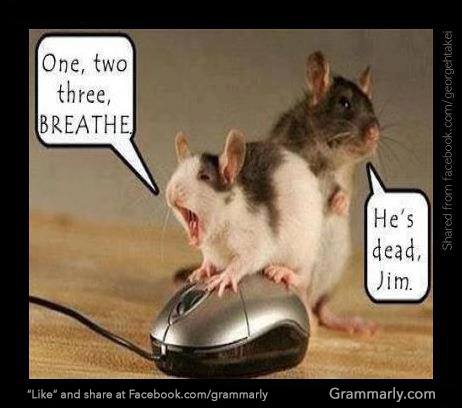 One, two
three,
BREATHE
He's
dead,
Jim.
Shared from facebook.com/georgehtakei
"Like" and share at Facebook.com/grammarly
Grammarly.com